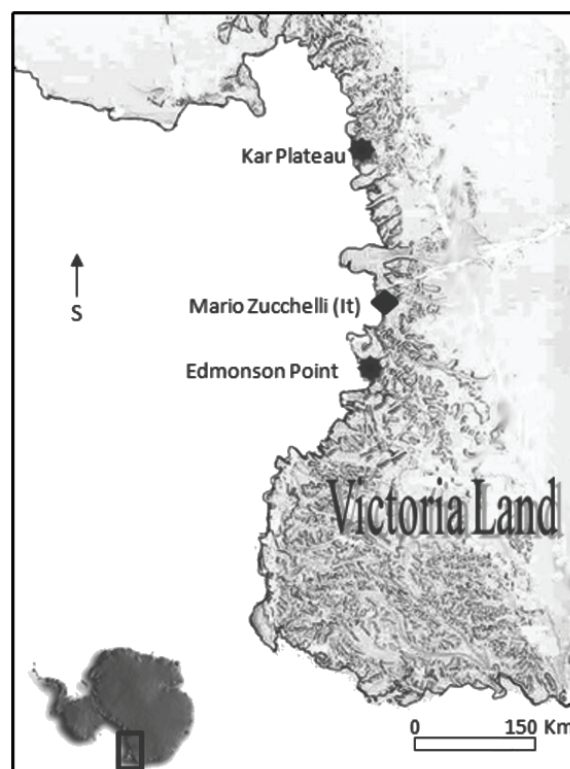 Kar Plateau
S
Mario Zucchelli (It)
Edmonson Point
Victoria Land
0 150 Km